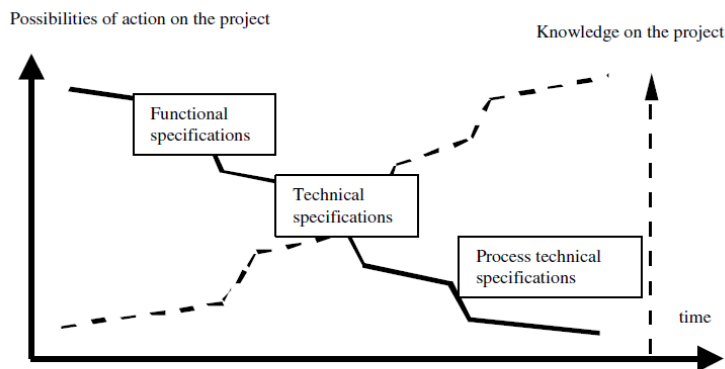 Possibilities of action on the project
Knowledge on the project
Functional
specifications
Technical
specifications
Process technical
specifications
time